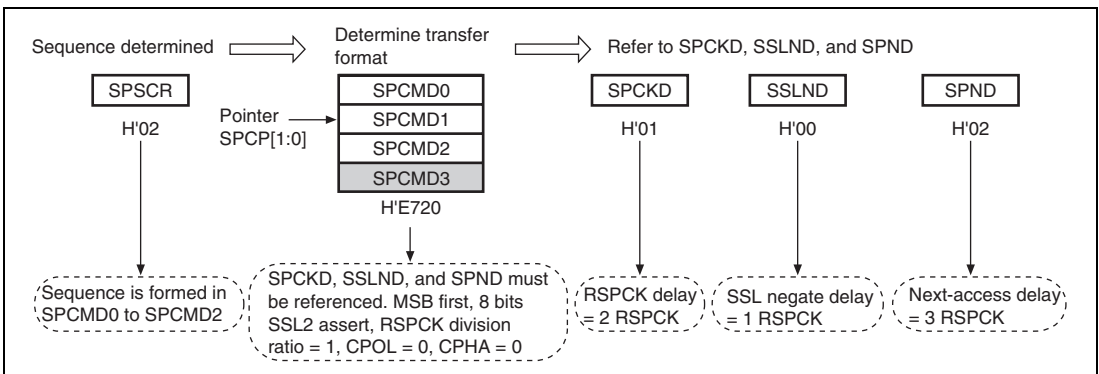 Sequence determined
Determine transfer
format
Refer to SPCKD, SSLND, and SPND
SPSCR
H'02
Pointer
SPCP[1:0]
SPCMD0
SPCMD1
SPCMD2
SPCMD3
H'E720
SPCKD
H'01
SSLND
H'00
SPND
H'02
Sequence is formed in
SPCMD0 to SPCMD2
SPCKD, SSLND, and SPND must
be referenced. MSB first, 8 bits
SSL2 assert, RSPCK division
ratio = 1, CPOL = 0, CPHA = 0
RSPCK delay
= 2 RSPCK
SSL negate delay
= 1 RSPCK
Next-access delay
= 3 RSPCK